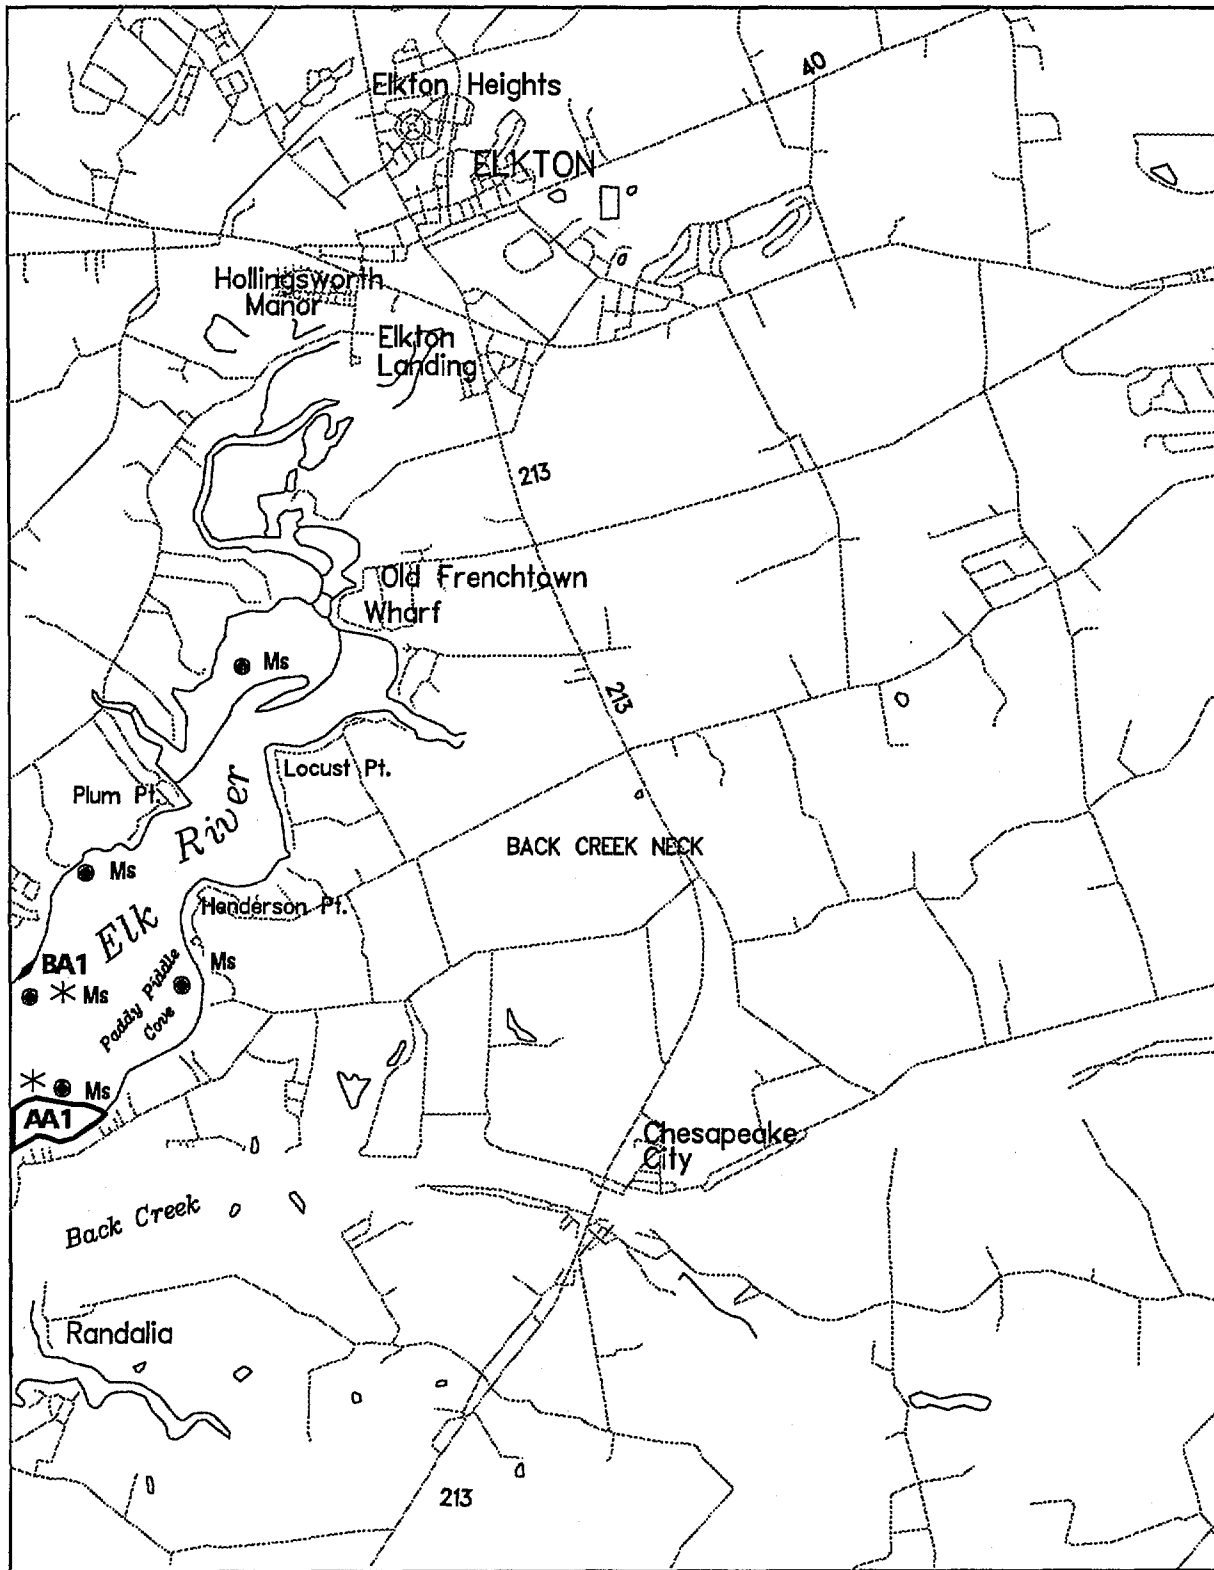 40
Elkton Heights
ELKTON
Hollingsworth
Manor
Elkton
Landing
213
Old Frenchtown
Wharf
Ms
213
Locust Pt.
Plum Pt.
River
BACK CREEK NECK
Ms
Henderson Pt.
Elk
Ms
BA1
Ms
Paddy Piddle
Cove
Ms
AA1
Chesapeake
City
Back Creek
Randalia
213